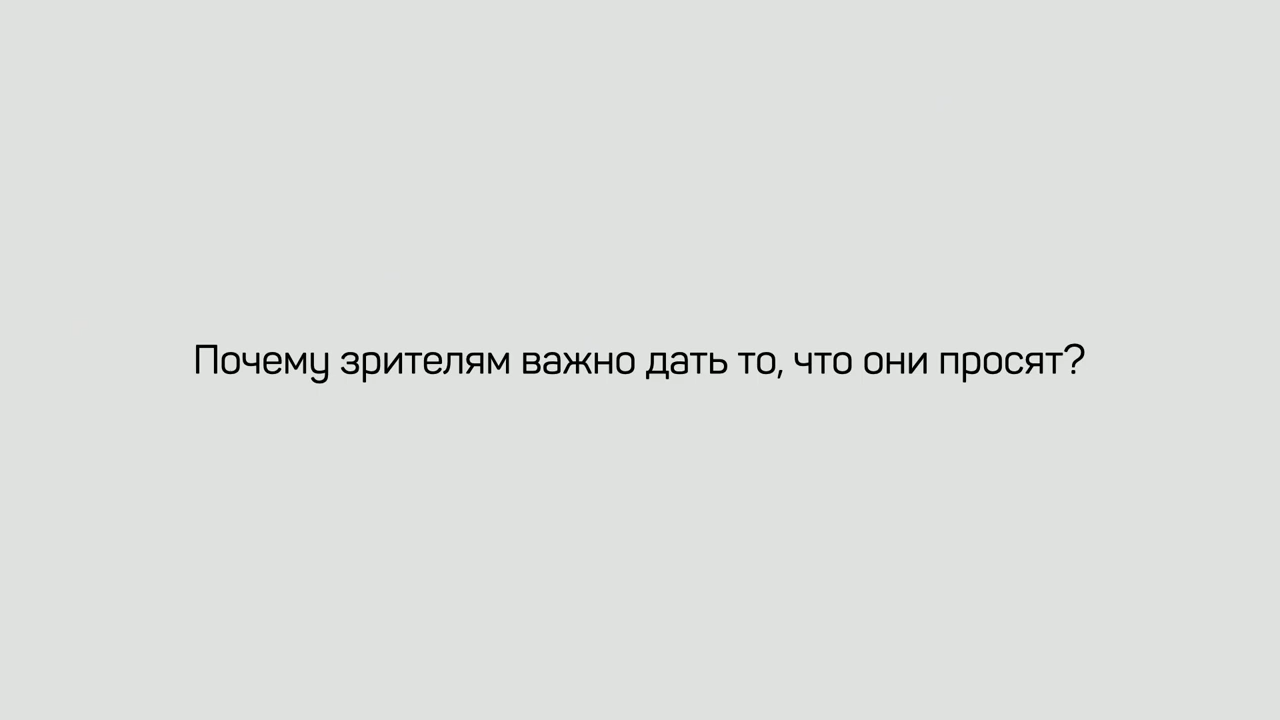 Почему зрителям важно дать то, что они просят?